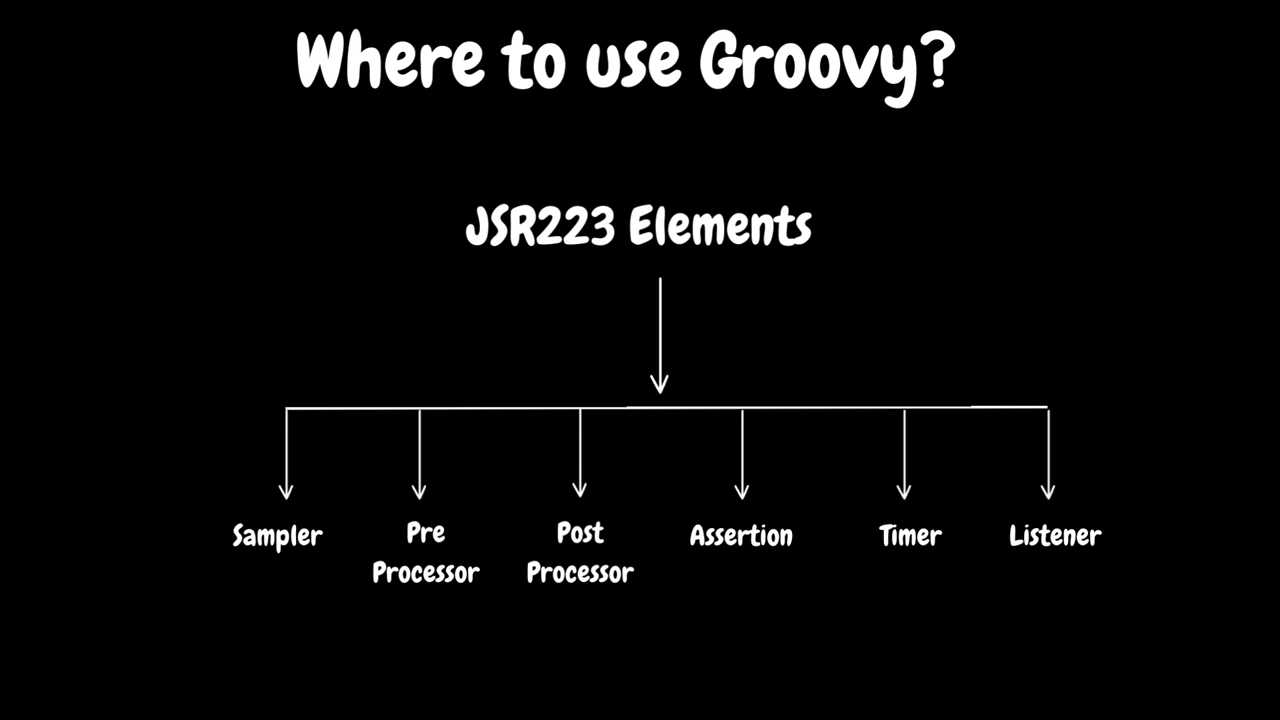 Where to use Groovy?
JSR223 Elements
Sampler
Pre
Processor
Post
Processor
Assertion
Timer
Listener